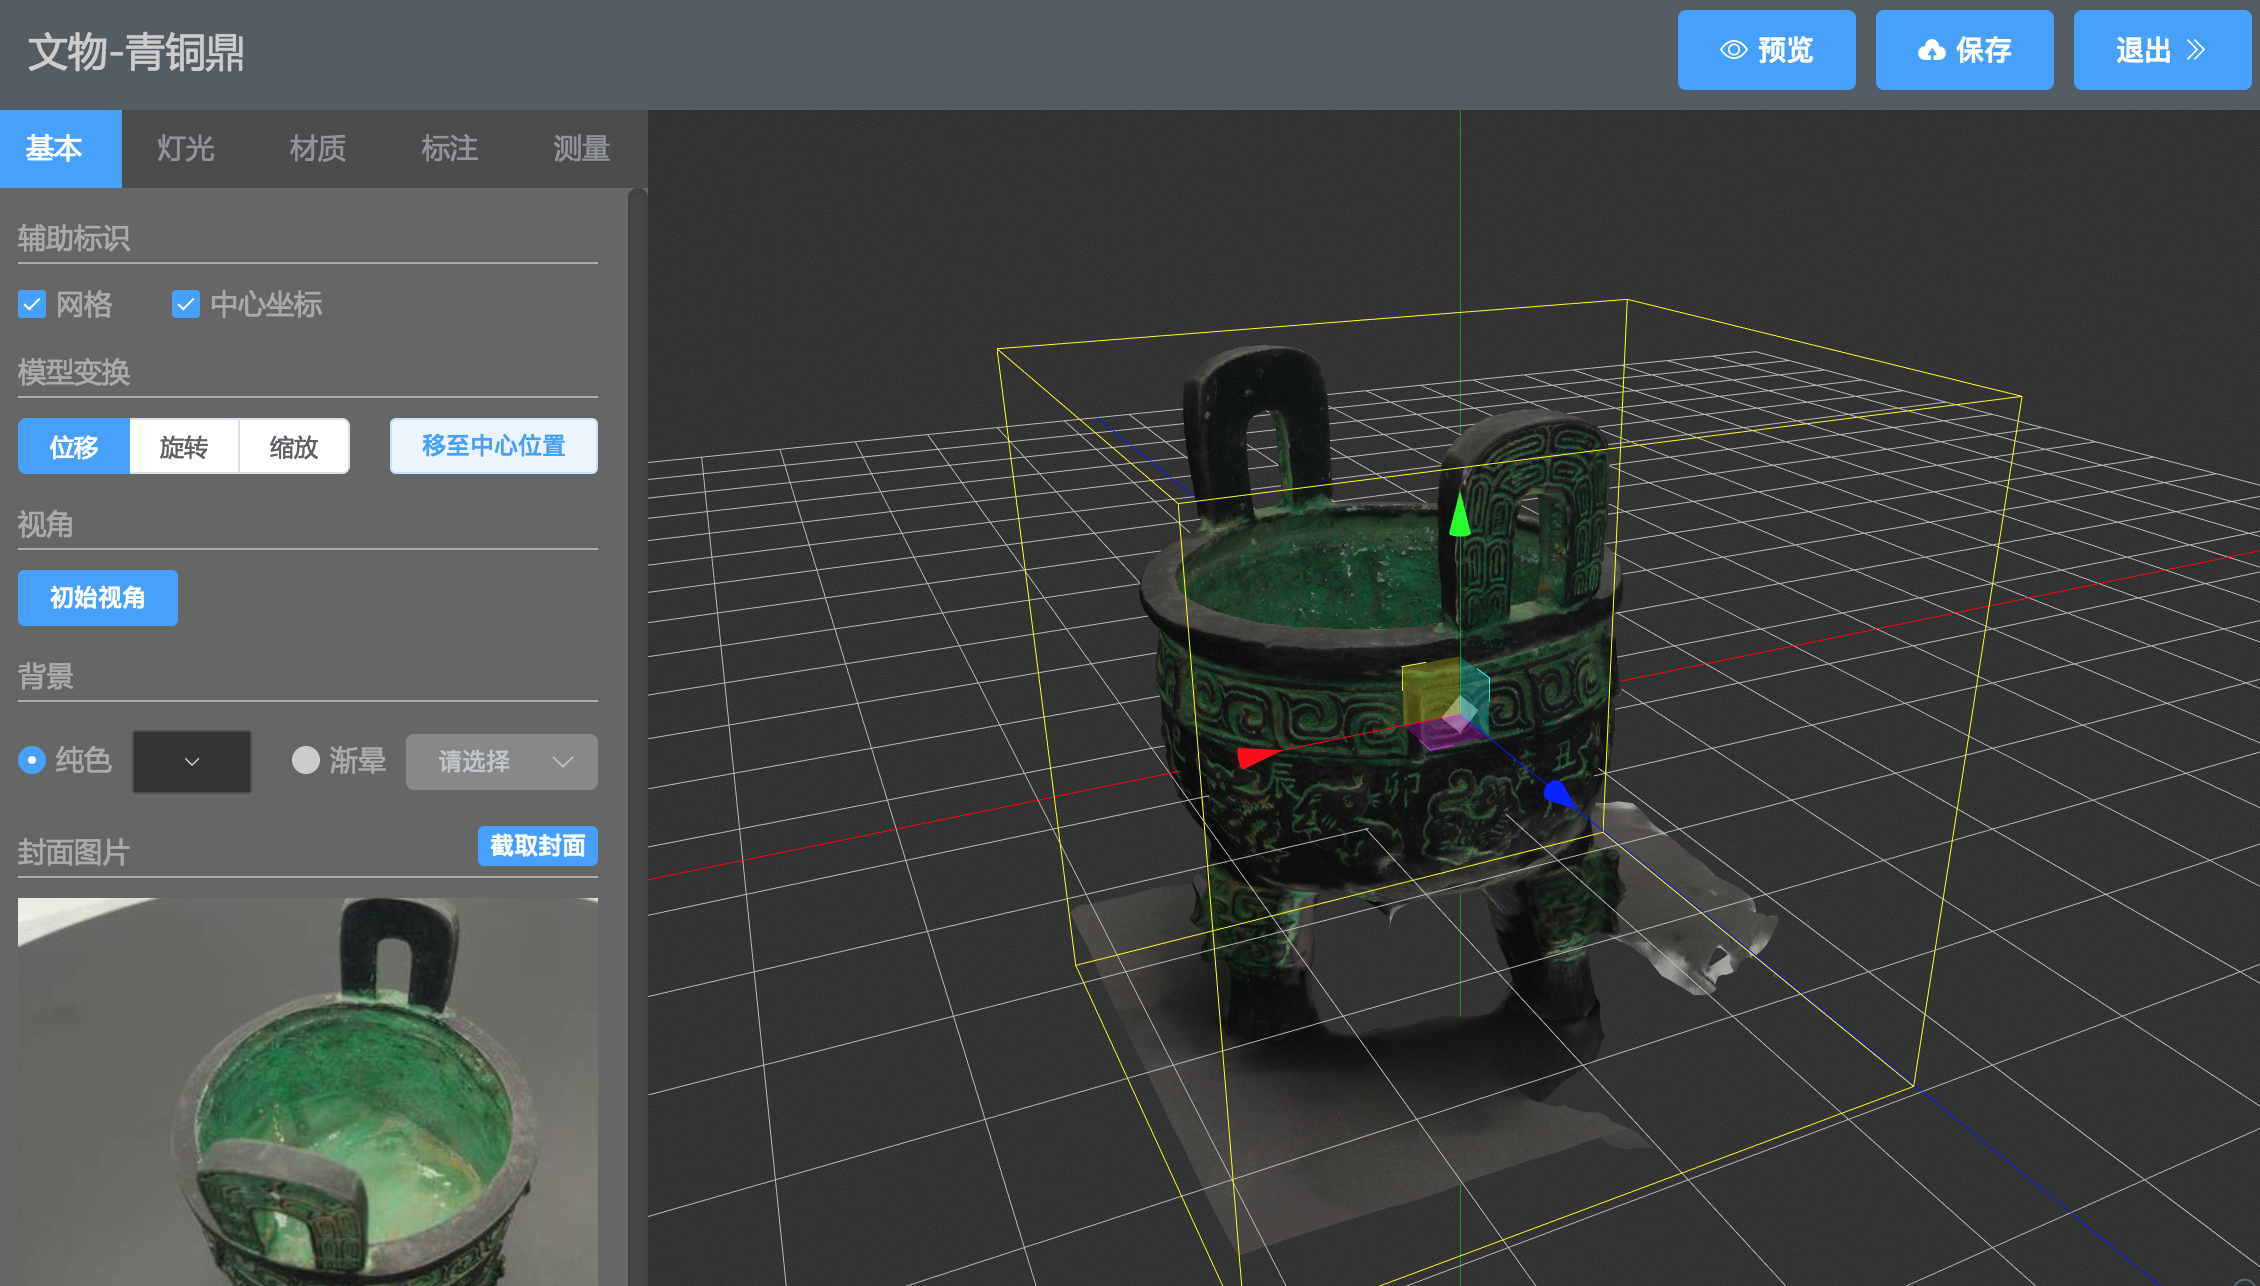 文物-青铜鼎
预览
保存
退出
基本 灯光 材质 标注 测量
辅助标识
网格 中心坐标
模型变换
位移 旋转 缩放 移至中心位置
视角
初始视角
背景
纯色 渐晕 请选择
封面图片 截取封面